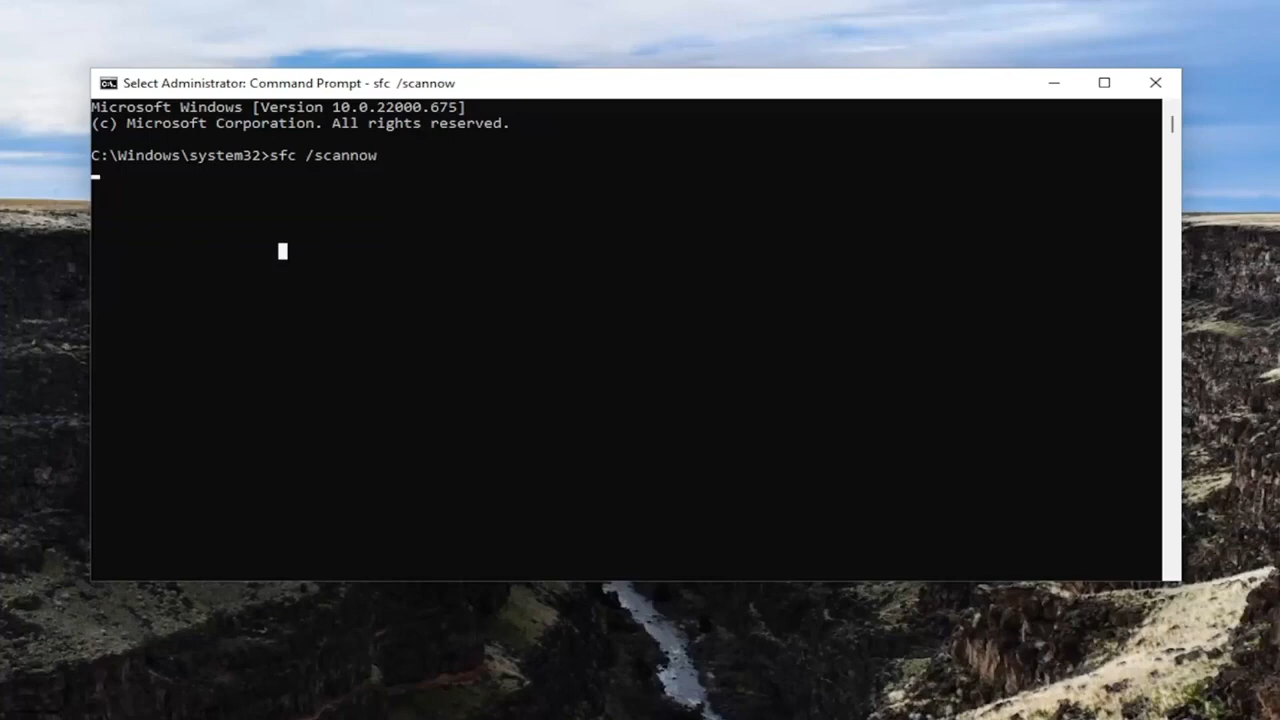 Select Administrator: Command Prompt - sfc  /scannow
Microsoft Windows [Version 10.0.22000.675]
(c) Microsoft Corporation. All rights reserved.
C:\Windows\system32>sfc /scannow